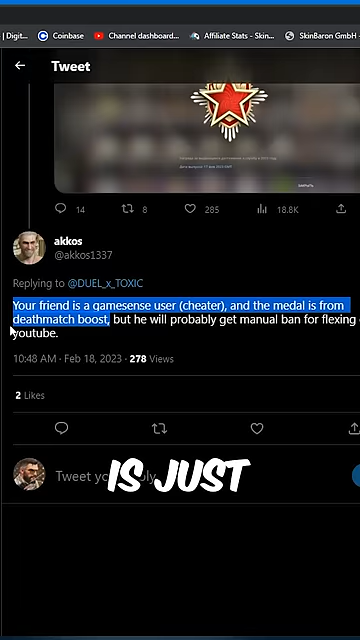 | Digit...
Coinbase
Channel dashboard...
Affiliate Stats - Skin...
SkinBaron GmbH -
Tweet
14
8
285
18.8K
akkos
@akkos1337
Replying to @DUEL_x_TOXIC
Your friend is a gamesense user (cheater), and the medal is from
deathmatch boost, but he will probably get manual ban for flexing
youtube.
10:48 AM · Feb 18, 2023 · 278 Views
2 Likes
Tweet
IS JUST